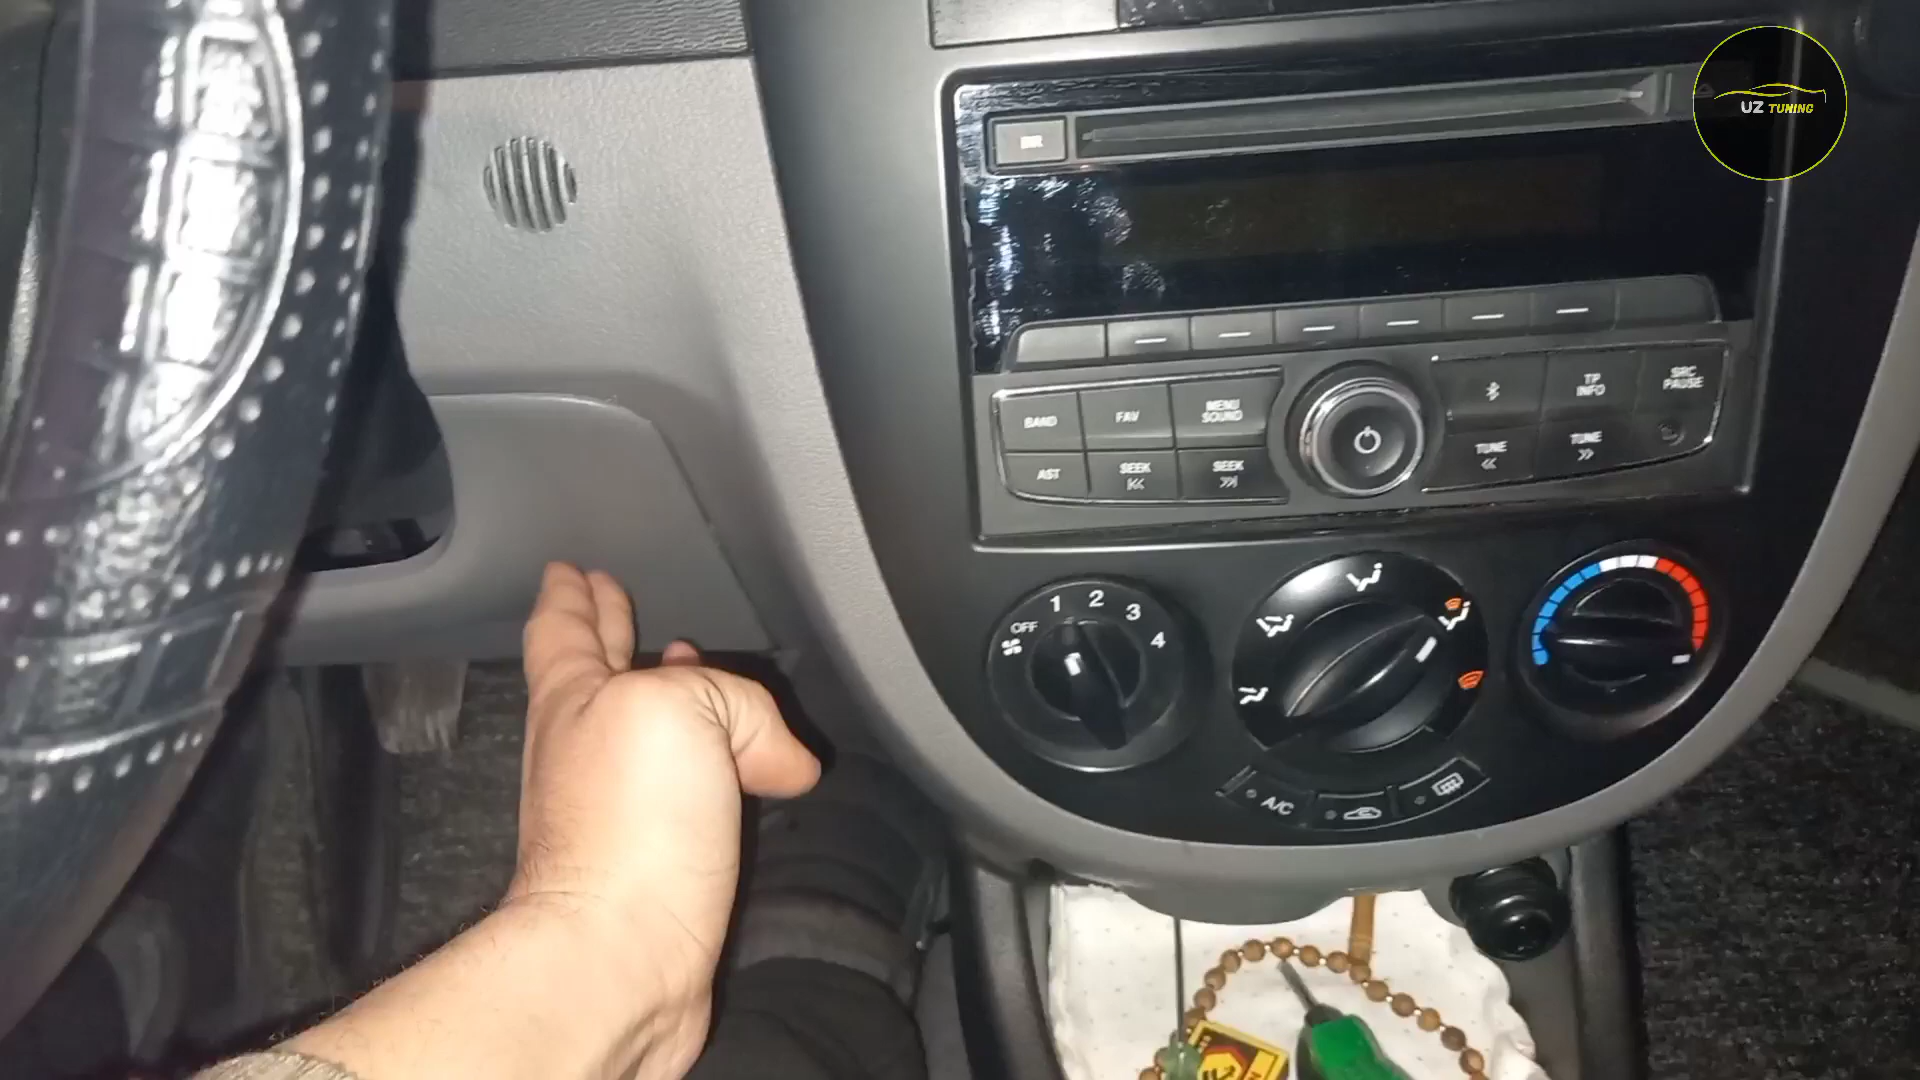 UZ TUNING
BAND
FAV
MENU
SOUND
TP
INFO
SRC
PAUSE
AST
SEEK
SEEK
TUNE
TUNE
OFF
1
2
3
4
A/C